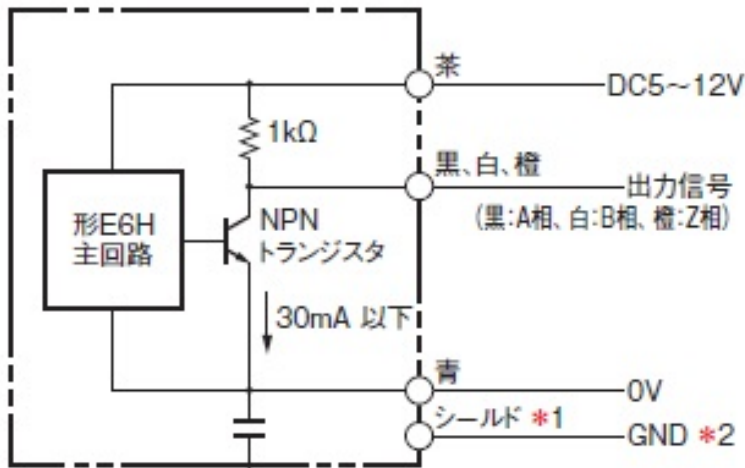 茶
DC5～12V
1kΩ
黒、白、橙
出力信号
(黒:A相、白:B相、橙:Z相)
形E6H
主回路
NPN
トランジスタ
30mA 以下
青
0V
シールド *1
GND *2